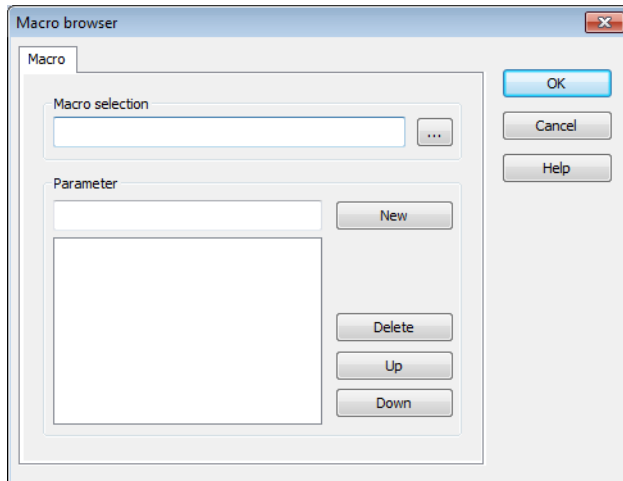 Macro browser
Macro
OK
Macro selection
...
Cancel
Help
Parameter
New
Delete
Up
Down